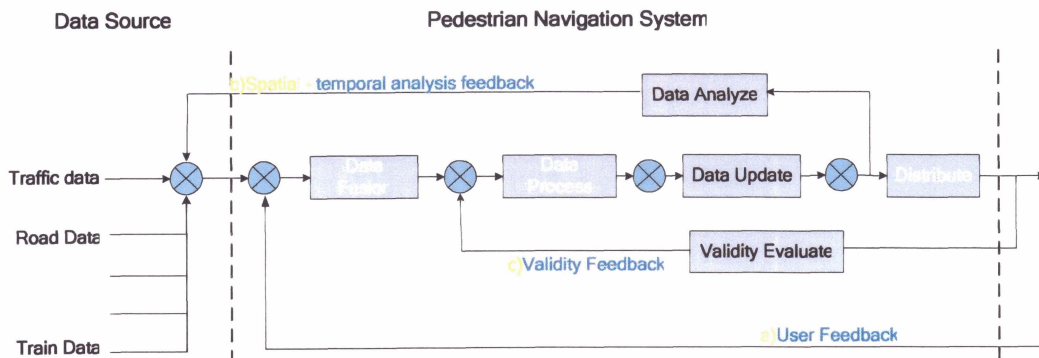 Data Source
Pedestrian Navigation System
b)Spatial - temporal analysis feedback
Data Analyze
Traffic data
Data Fusion
Data Process
Data Update
Distribute
Road Data
Validity Evaluate
c)Validity Feedback
a)User Feedback
Train Data